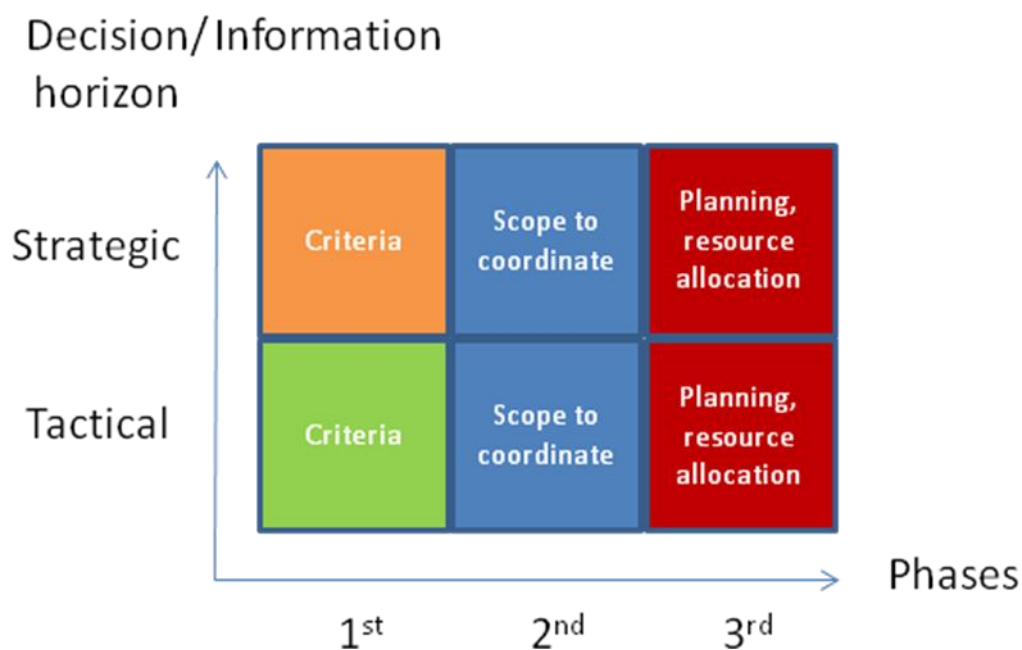 Decision/Information
horizon
Strategic
Criteria
Scope to
coordinate
Planning,
resource
allocation
Tactical
Criteria
Scope to
coordinate
Planning,
resource
allocation
Phases
1st
2nd
3rd